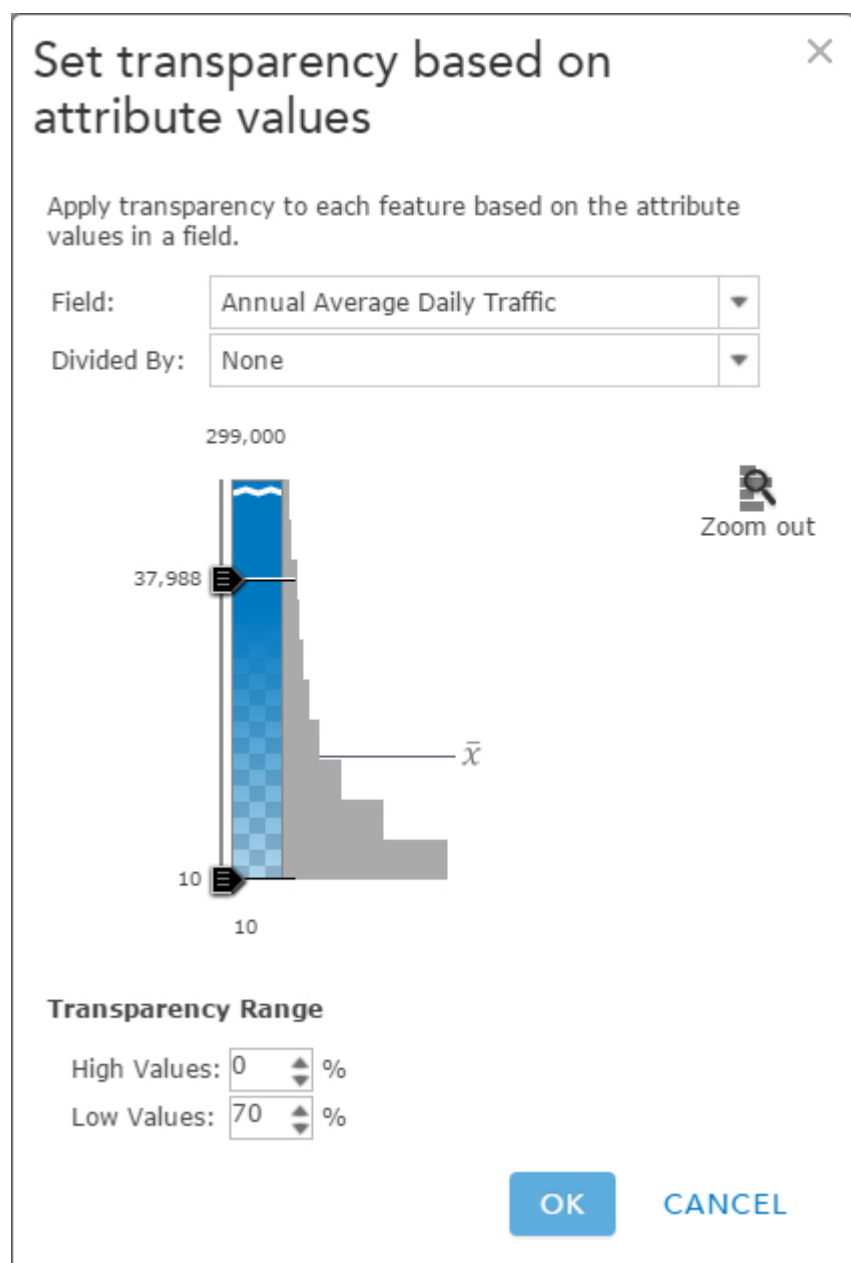 Set transparency based on
attribute values
Apply transparency to each feature based on the attribute
values in a field.
Field: Annual Average Daily Traffic
Divided By: None
299,000
Zoom out
37,988
x̄
10
10
Transparency Range
High Values: 0 %
Low Values: 70 %
OK CANCEL